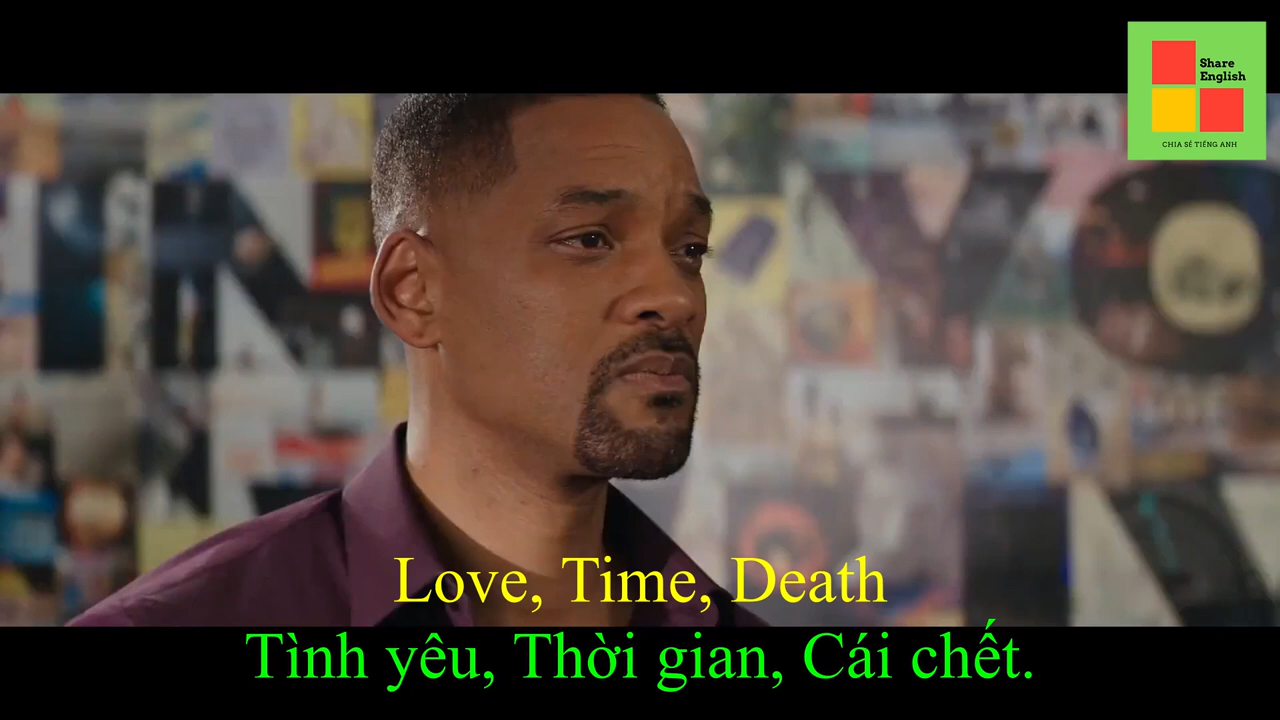 Share
English
CHIA SẺ TIẾNG ANH
Love, Time, Death
Tình yêu, Thời gian, Cái chết.